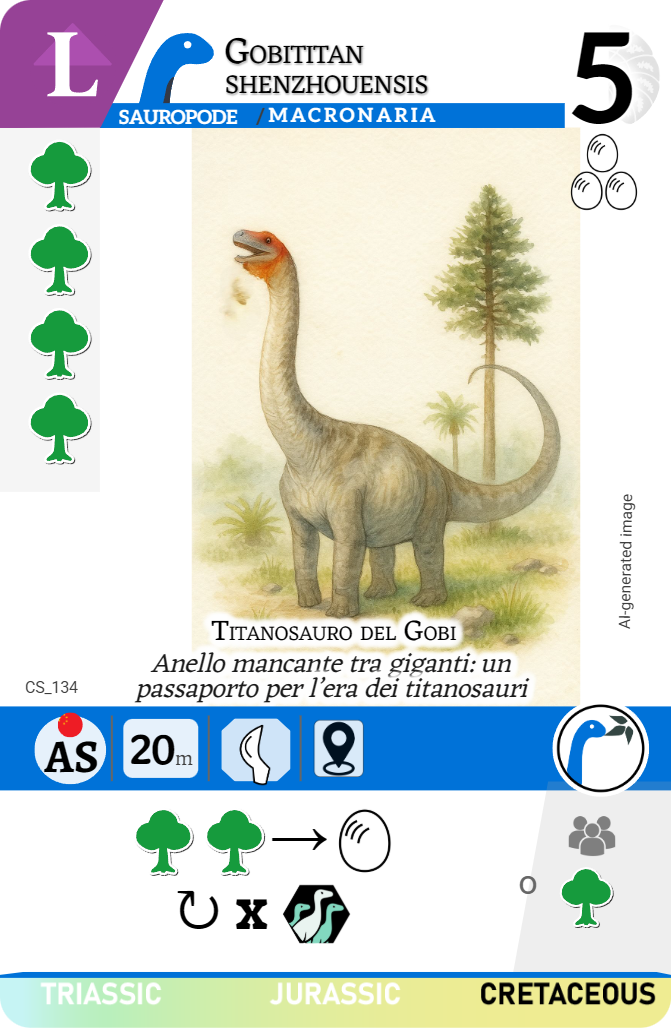 L
GOBITITAN
SHENZHOUENSIS
5
SAUROPODE / MACRONARIA
AI-generated image
TITANOSAURO DEL GOBI
Anello mancante tra giganti: un
passaporto per l'era dei titanosauri
CS_134
AS
20m
x
o
TRIASSIC
JURASSIC
CRETACEOUS